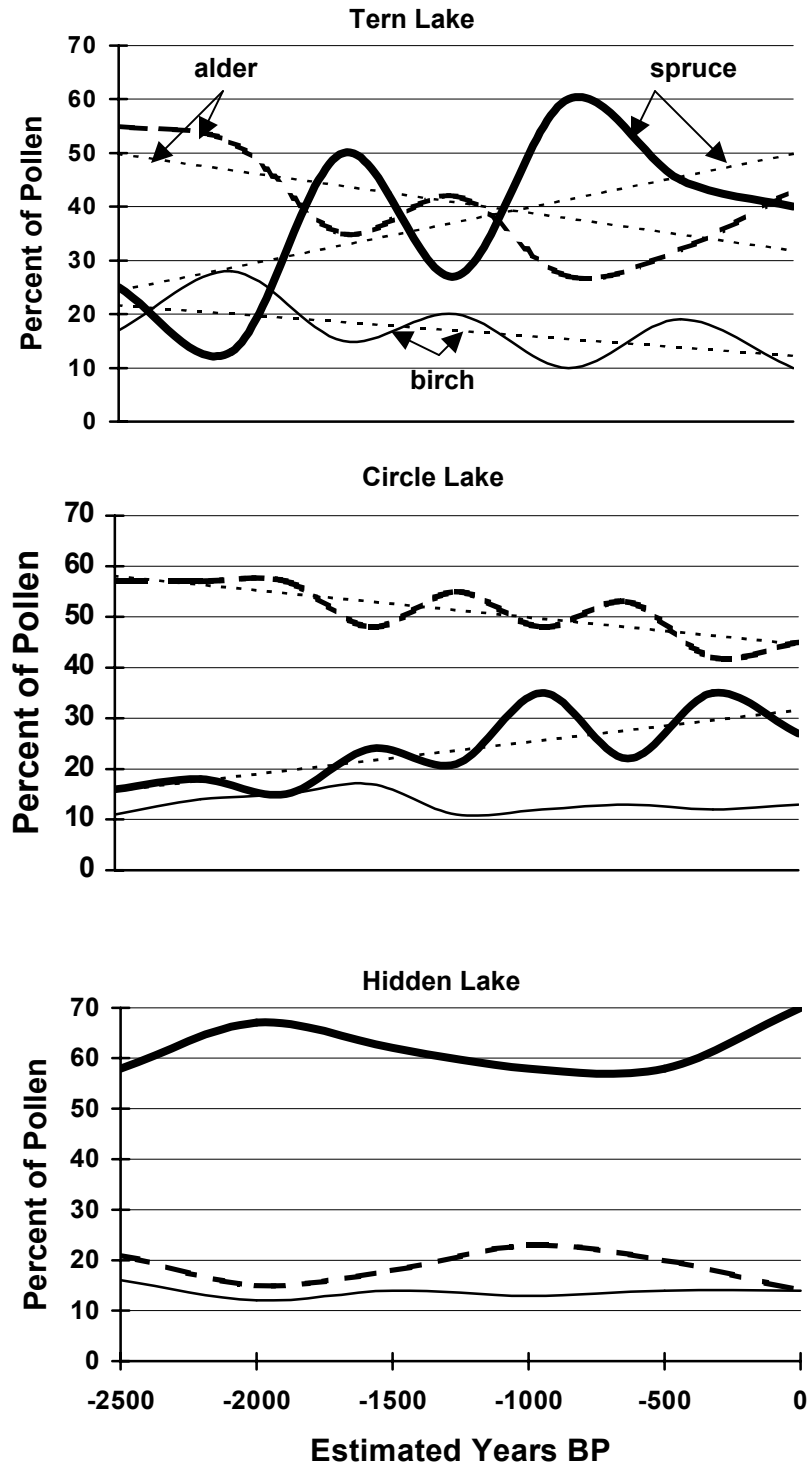 Tern Lake
70
alder
spruce
60
50
40
30
20
birch
10
0
Percent of Pollen
Circle Lake
70
60
50
40
30
20
10
0
Percent of Pollen
Hidden Lake
70
60
50
40
30
20
10
0
Percent of Pollen
-2500 -2000 -1500 -1000 -500 0
Estimated Years BP